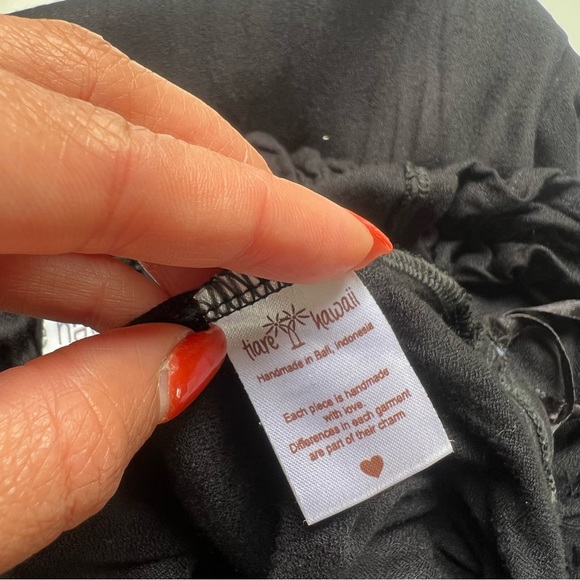 tiare hawaii
Handmade in Bali, Indonesia
Each piece is handmade
with love.
Differences in each garment
are part of their charm
ha